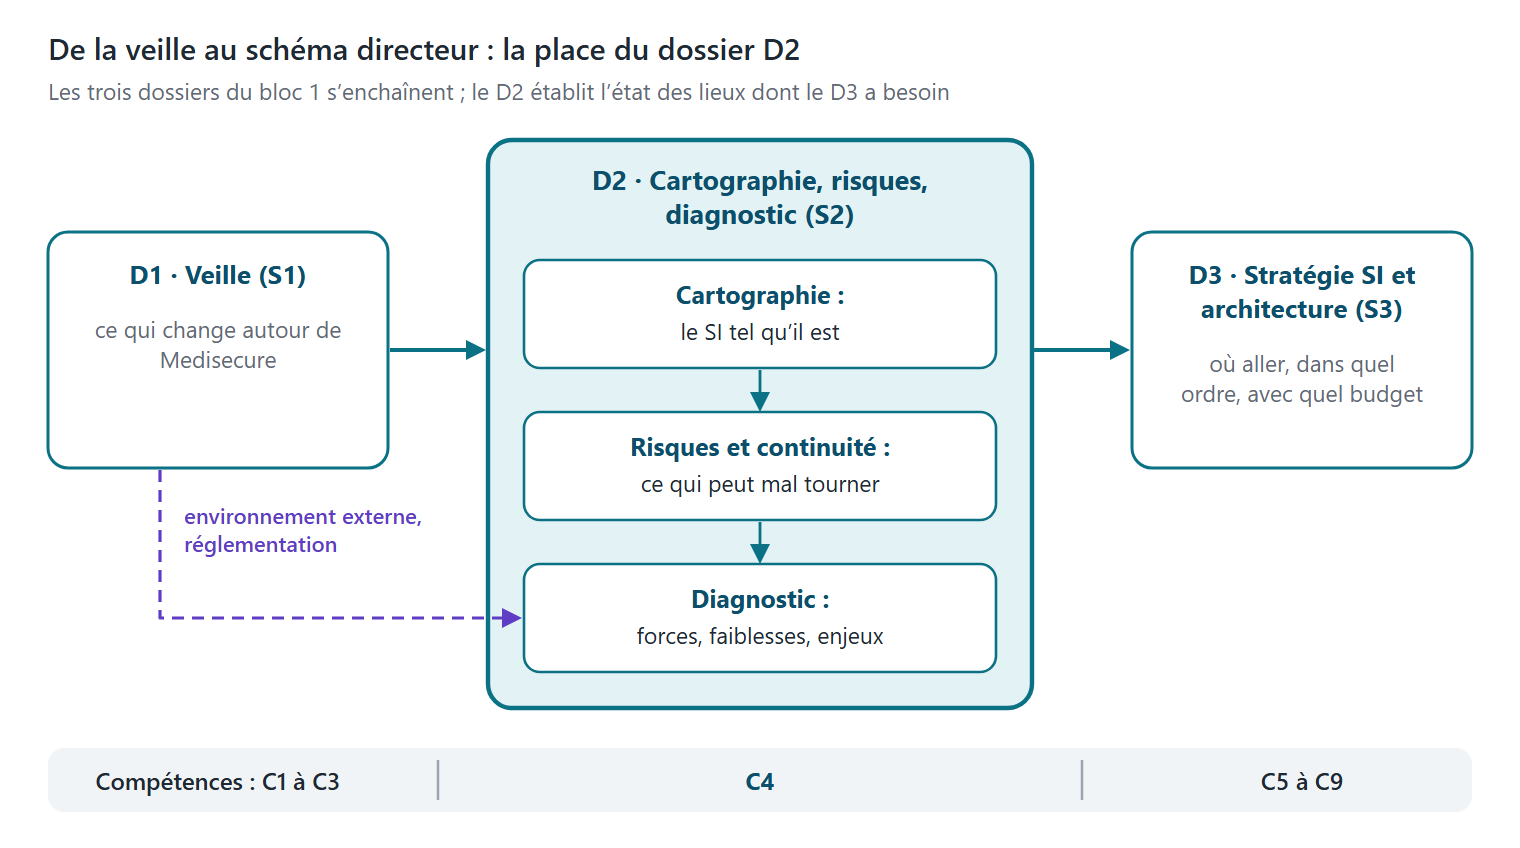 De la veille au schéma directeur : la place du dossier D2
Les trois dossiers du bloc 1 s’enchaînent ; le D2 établit l’état des lieux dont le D3 a besoin
D1 · Veille (S1)
ce qui change autour de
Medisecure
environnement externe,
réglementation
D2 · Cartographie, risques,
diagnostic (S2)
Cartographie :
le SI tel qu’il est
Risques et continuité :
ce qui peut mal tourner
Diagnostic :
forces, faiblesses, enjeux
D3 · Stratégie SI et
architecture (S3)
où aller, dans quel
ordre, avec quel budget
Compétences : C1 à C3
C4
C5 à C9